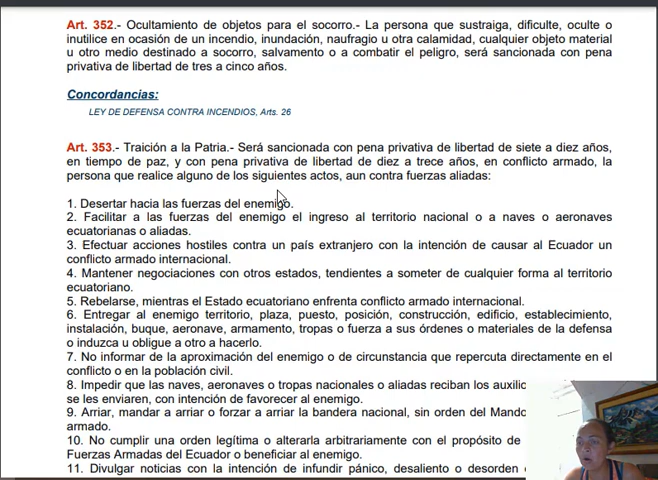 Art. 352.- Ocultamiento de objetos para el socorro.- La persona que sustraiga, dificulte, oculte o
inutilice en ocasión de un incendio, inundación, naufragio u otra calamidad, cualquier objeto material
u otro medio destinado a socorro, salvamento o a combatir el peligro, será sancionada con pena
privativa de libertad de tres a cinco años.
Concordancias:
LEY DE DEFENSA CONTRA INCENDIOS, Arts. 26
Art. 353.- Traición a la Patria.- Será sancionada con pena privativa de libertad de siete a diez años,
en tiempo de paz, y con pena privativa de libertad de diez a trece años, en conflicto armado, la
persona que realice alguno de los siguientes actos, aun contra fuerzas aliadas:
1. Desertar hacia las fuerzas del enemigo.
2. Facilitar a las fuerzas del enemigo el ingreso al territorio nacional o a naves o aeronaves
ecuatorianas o aliadas.
3. Efectuar acciones hostiles contra un país extranjero con la intención de causar al Ecuador un
conflicto armado internacional.
4. Mantener negociaciones con otros estados, tendientes a someter de cualquier forma al territorio
ecuatoriano.
5. Rebelarse, mientras el Estado ecuatoriano enfrenta conflicto armado internacional.
6. Entregar al enemigo territorio, plaza, puesto, posición, construcción, edificio, establecimiento,
instalación, buque, aeronave, armamento, tropas o fuerza a sus órdenes o materiales de la defensa
o induzca u obligue a otro a hacerlo.
7. No informar de la aproximación del enemigo o de circunstancia que repercuta directamente en el
conflicto o en la población civil.
8. Impedir que las naves, aeronaves o tropas nacionales o aliadas reciban los
se les enviaren, con intención de favorecer al enemigo.
9. Arriar, mandar a arriar o forzar a arriar la bandera nacional, sin orden del
armado.
10. No cumplir una orden legítima o alterarla arbitrariamente con el propósito de
Fuerzas Armadas del Ecuador o beneficiar al enemigo.
11. Divulgar noticias con la intención de infundir pánico, desaliento o desorden